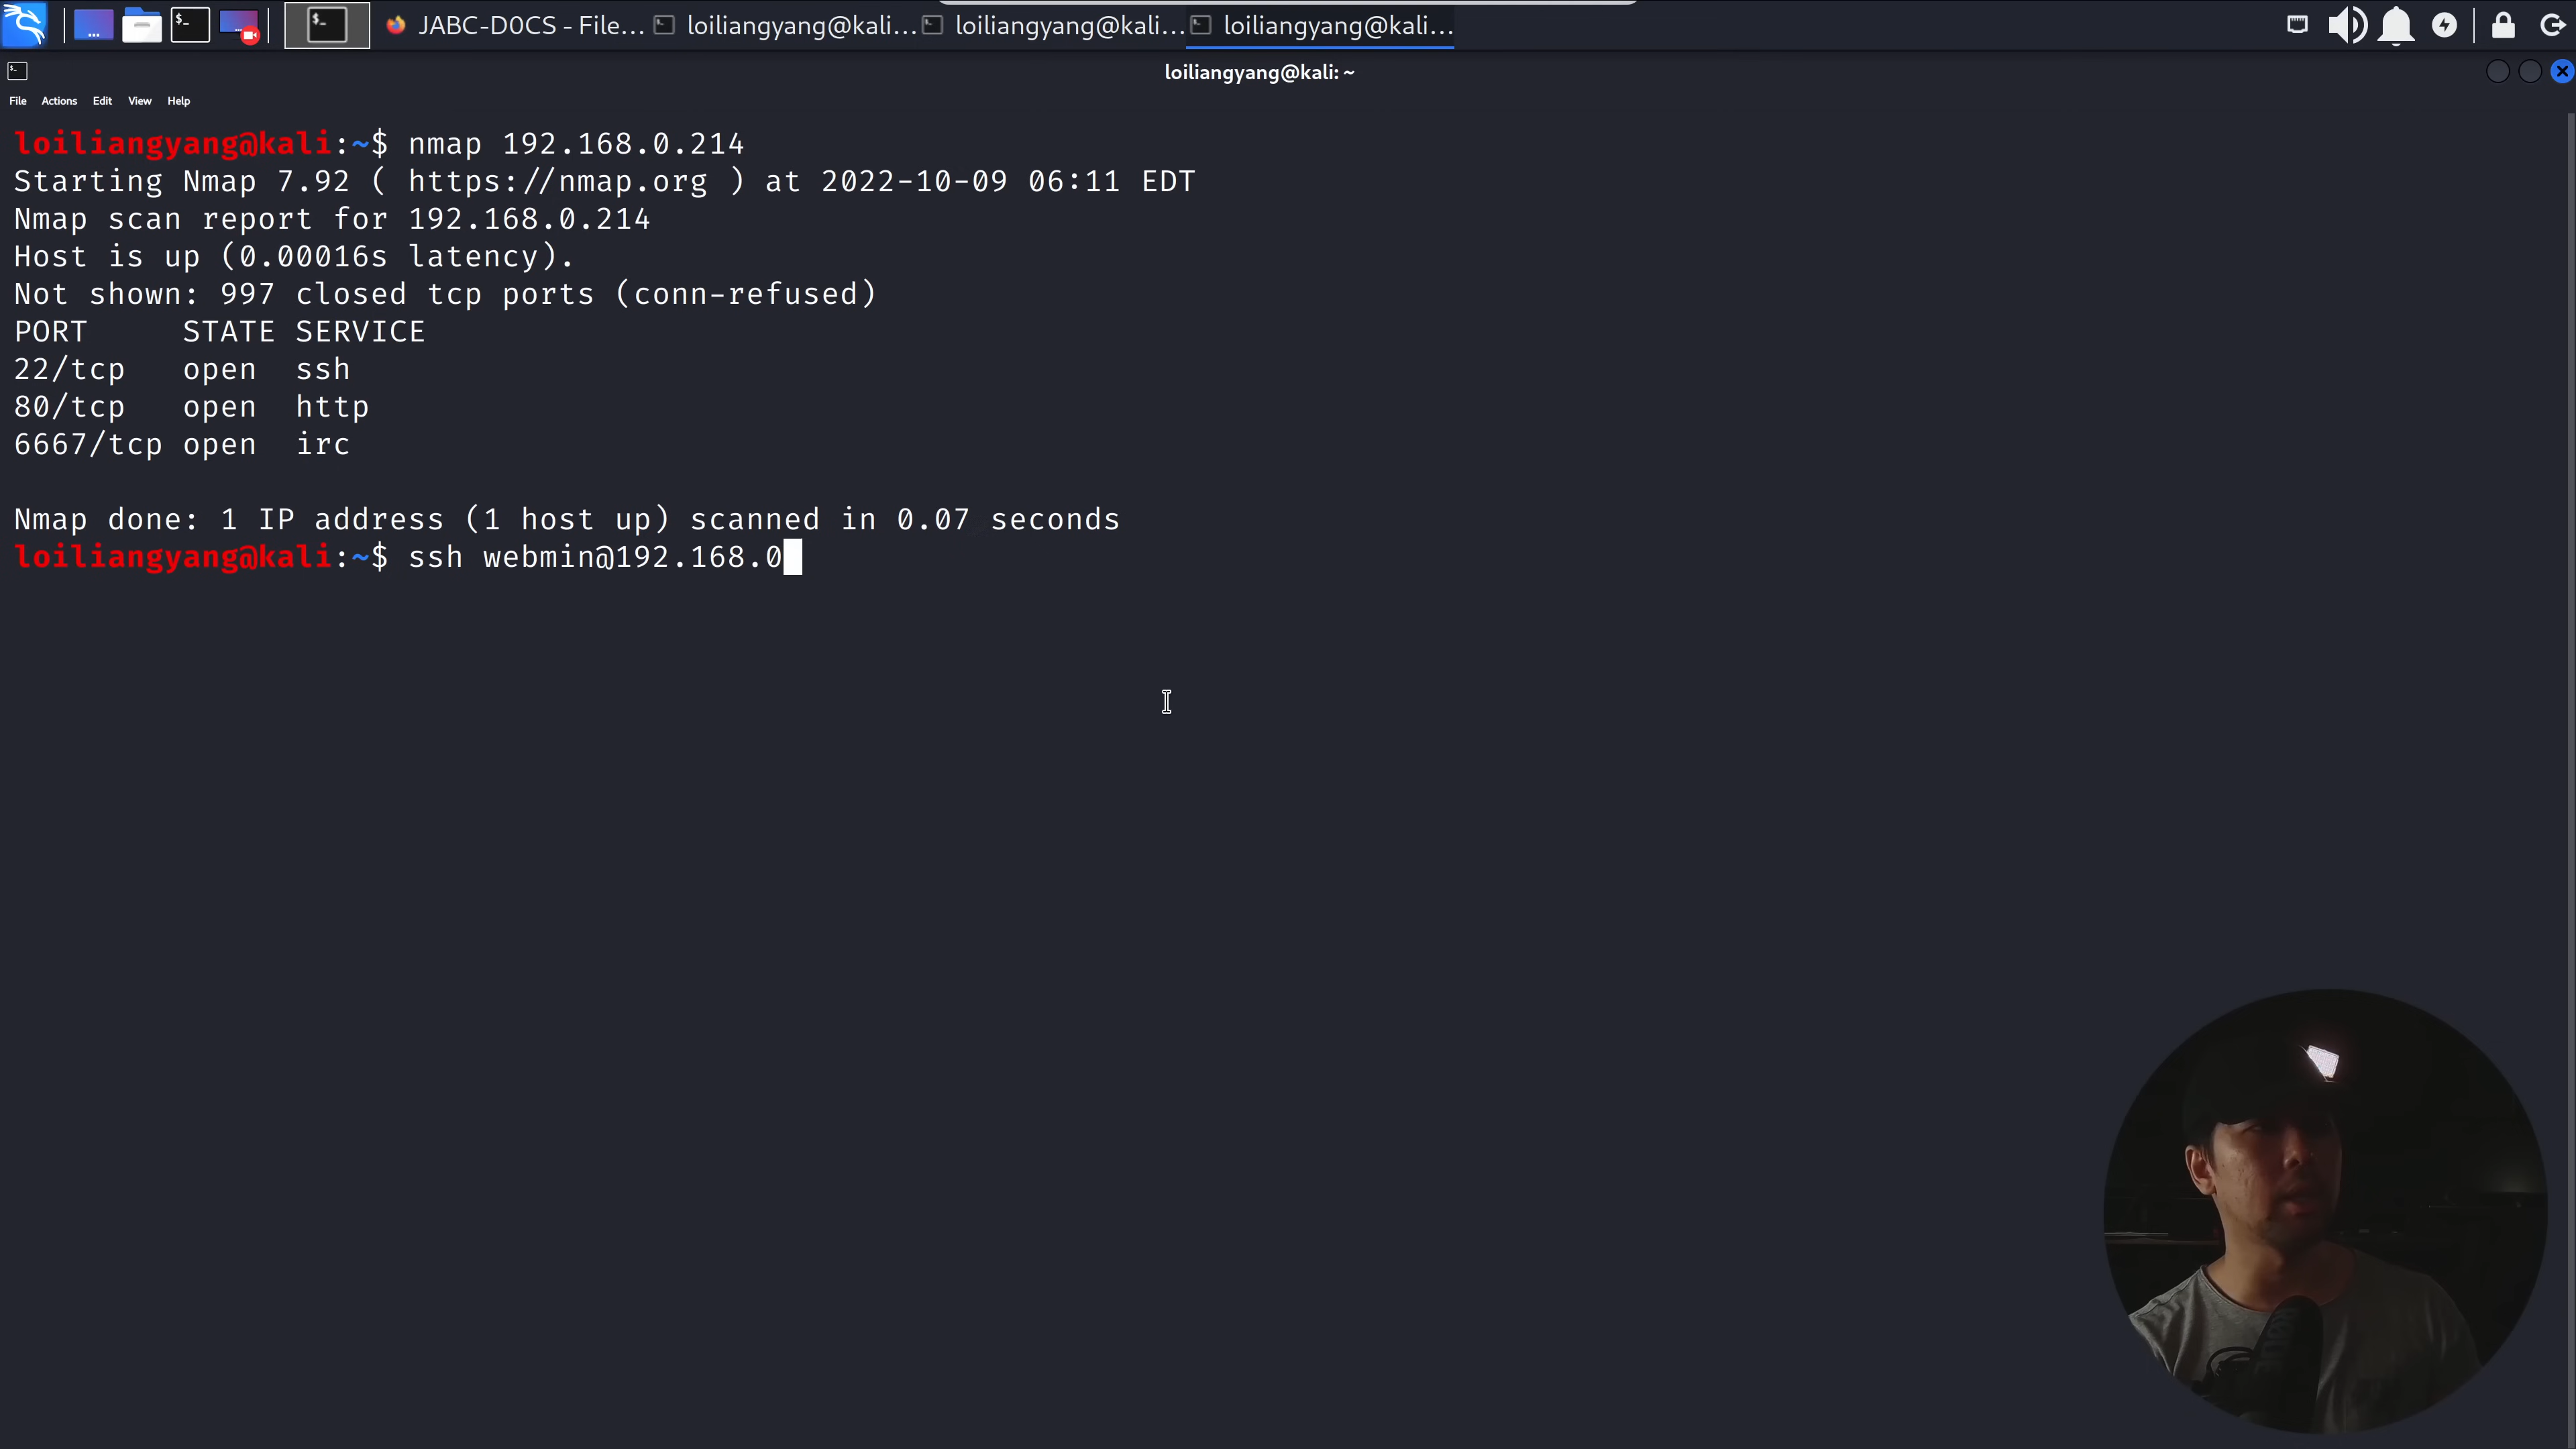 JABC-D0CS - File...
loiliangyang@kali...
loiliangyang@kali...
loiliangyang@kali...
loiliangyang@kali: ~
File Actions Edit View Help
loiliangyang@kali:~$ nmap 192.168.0.214
Starting Nmap 7.92 ( https://nmap.org ) at 2022-10-09 06:11 EDT
Nmap scan report for 192.168.0.214
Host is up (0.00016s latency).
Not shown: 997 closed tcp ports (conn-refused)
PORT     STATE SERVICE
22/tcp   open  ssh
80/tcp   open  http
6667/tcp open  irc
Nmap done: 1 IP address (1 host up) scanned in 0.07 seconds
loiliangyang@kali:~$ ssh webmin@192.168.0